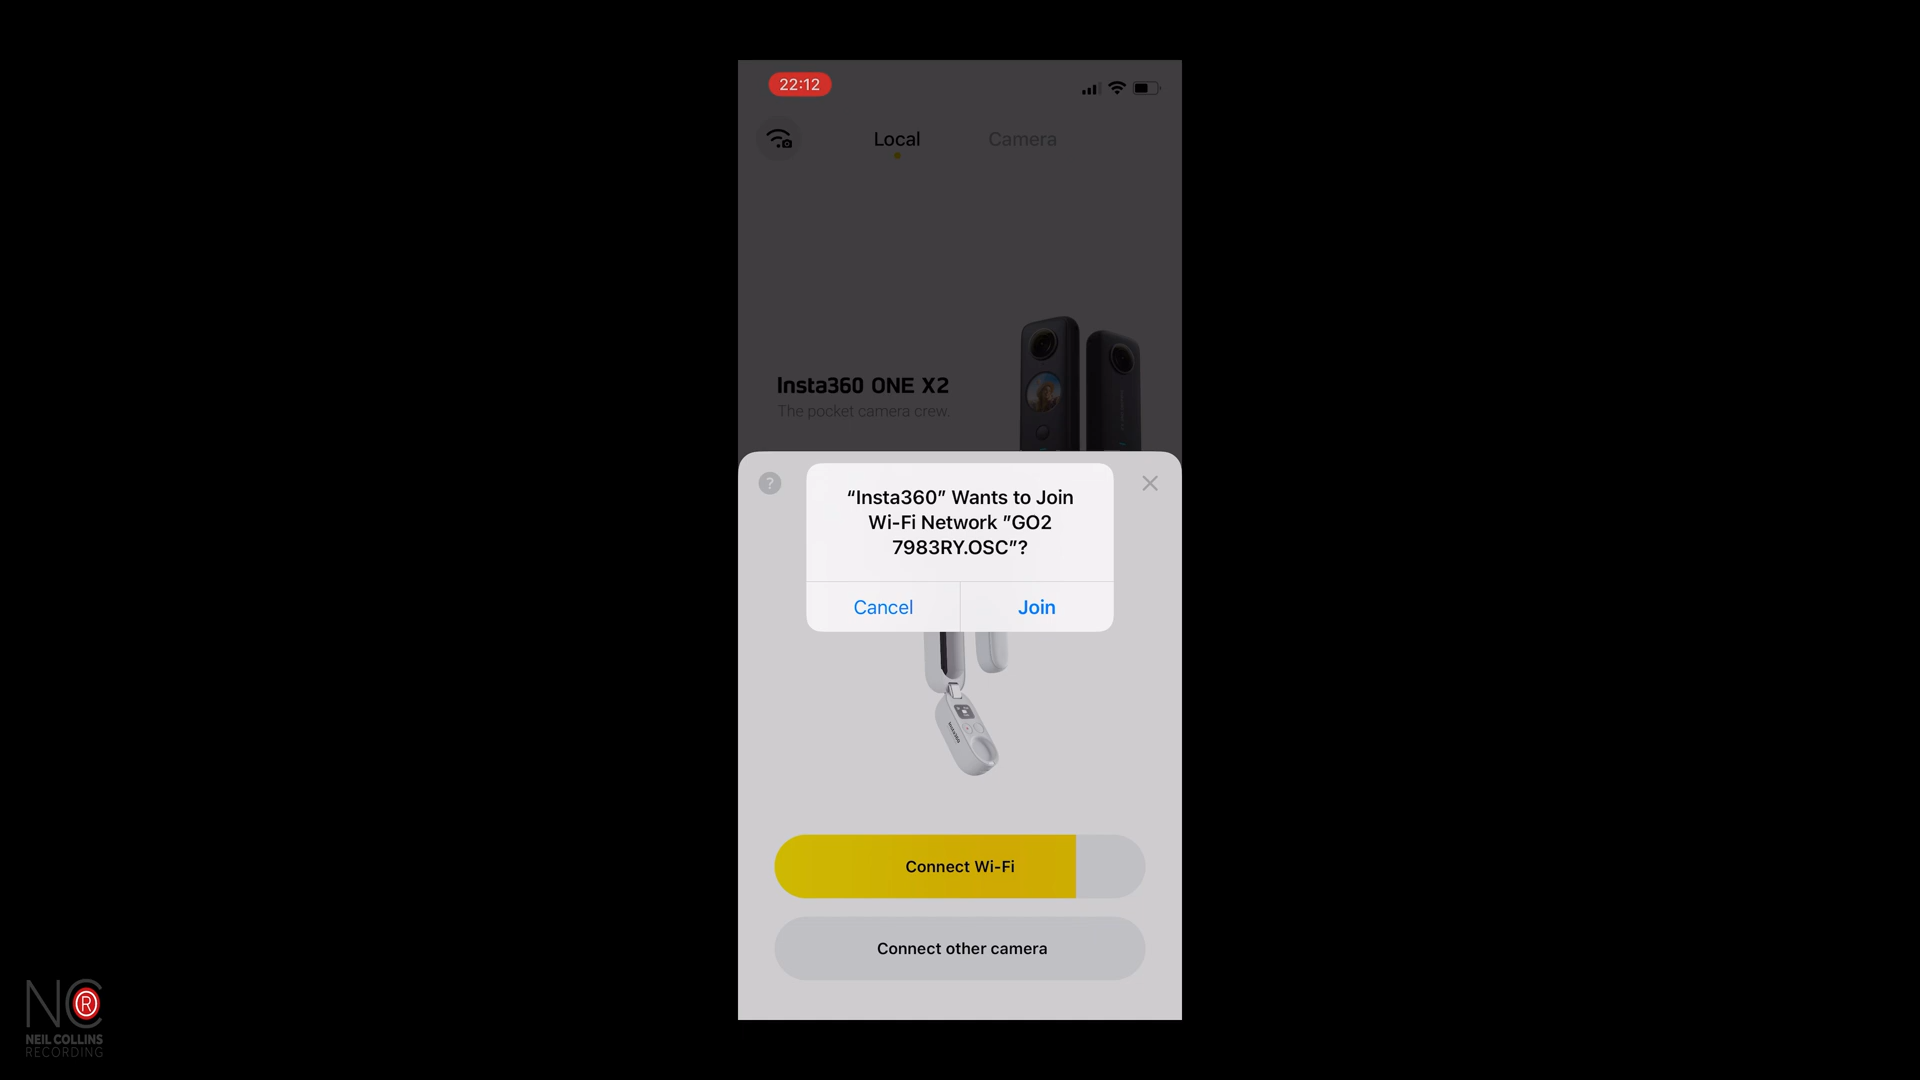 22:12
Local
Camera
Insta360 ONE X2
The pocket camera crew.
?
“Insta360” Wants to Join
Wi-Fi Network ”GO2
7983RY.OSC”?
Cancel
Join
Insta360
Connect Wi-Fi
Connect other camera
NC
R
NEIL COLLINS
RECORDING